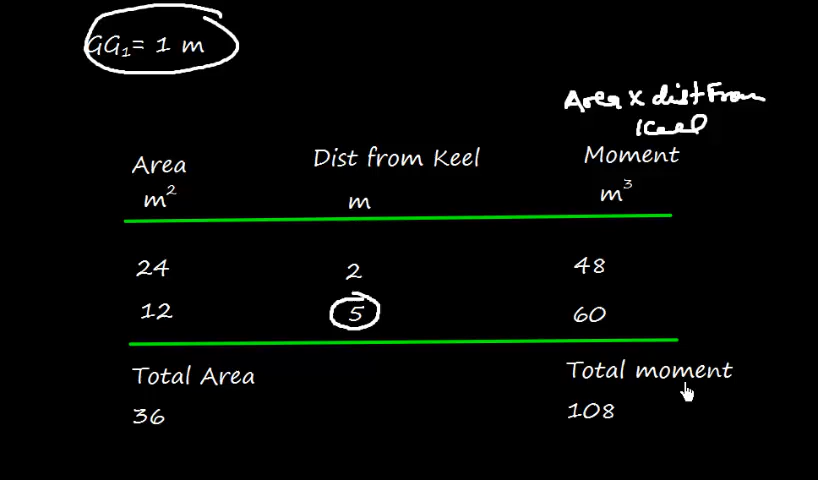 GG₁= 1 m
Area x dist From
Keel
Area Dist from Keel Moment
m² m m³
24 2 48
12 5 60
Total Area Total moment
36 108